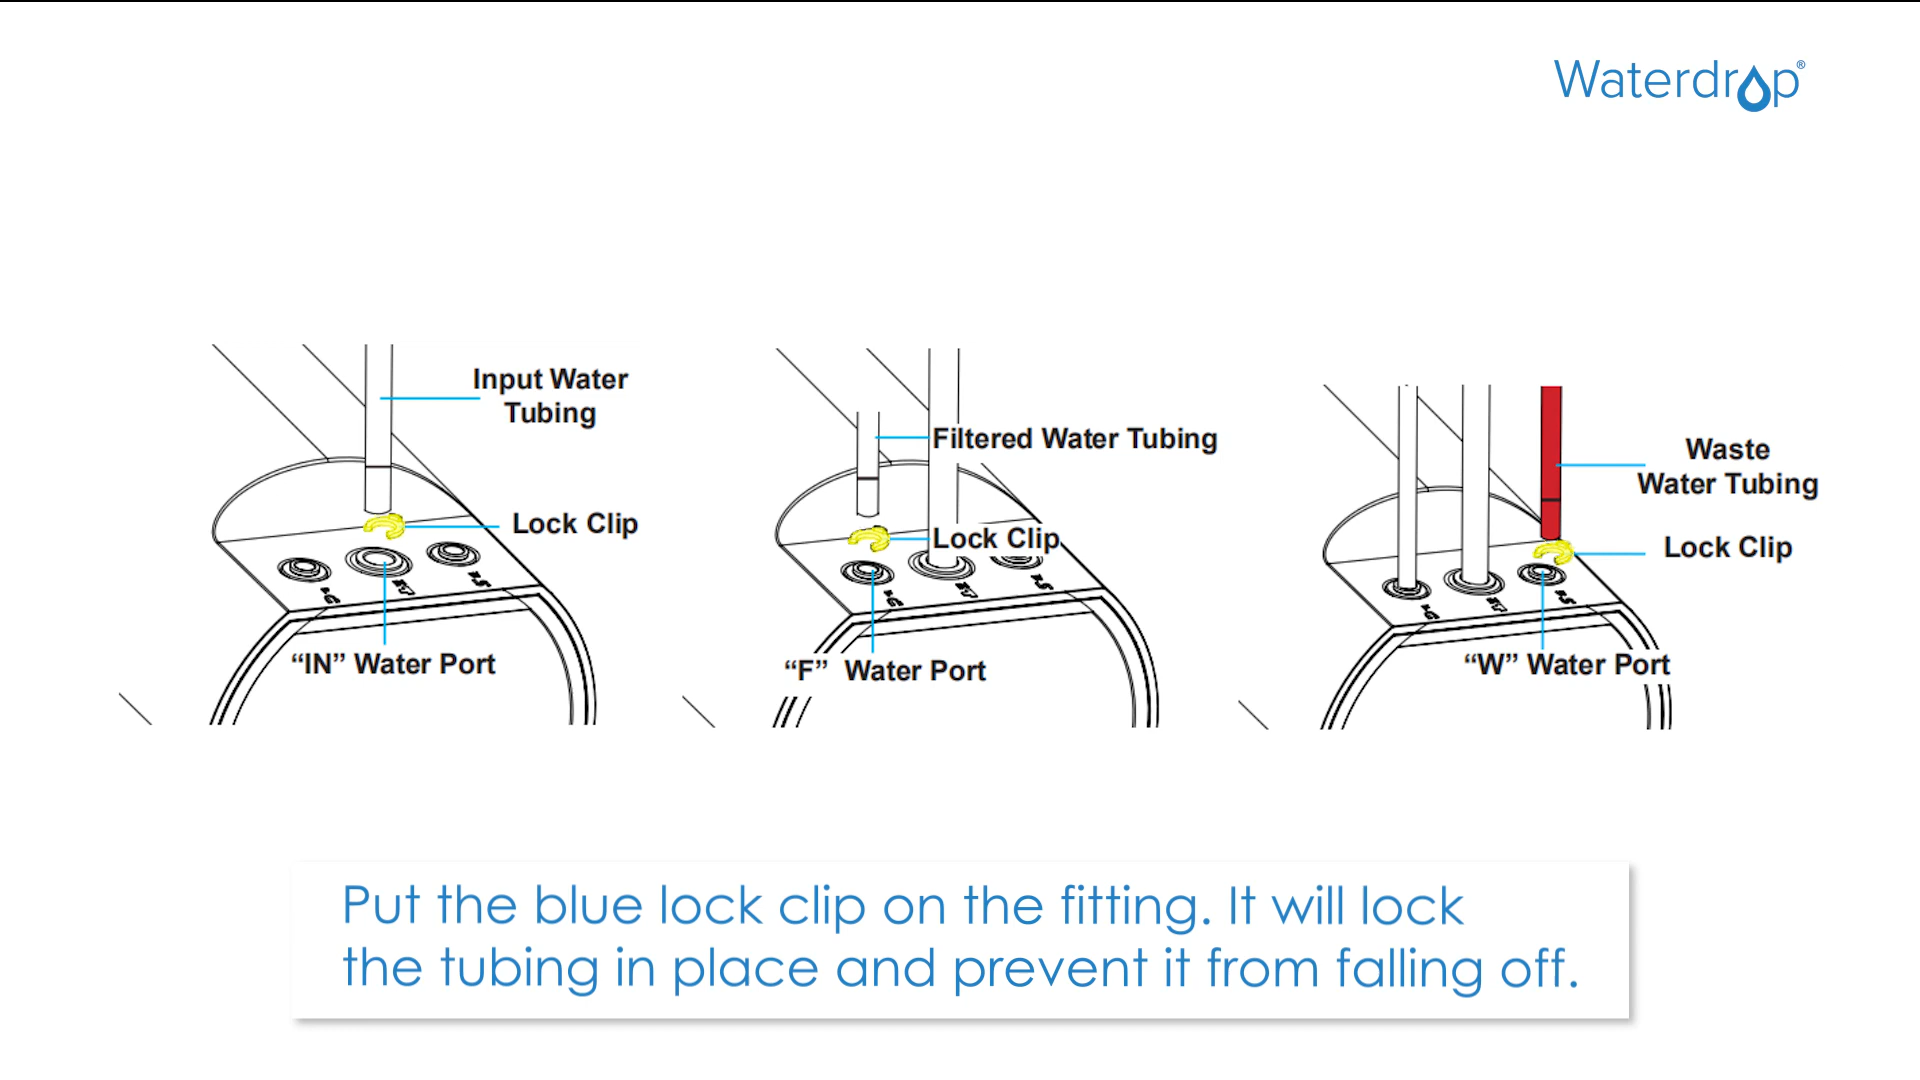 Waterdrop®
Input Water
Tubing
Lock Clip
“IN” Water Port
Filtered Water Tubing
Lock Clip
“F” Water Port
Waste
Water Tubing
Lock Clip
“W” Water Port
Put the blue lock clip on the fitting. It will lock
the tubing in place and prevent it from falling off.